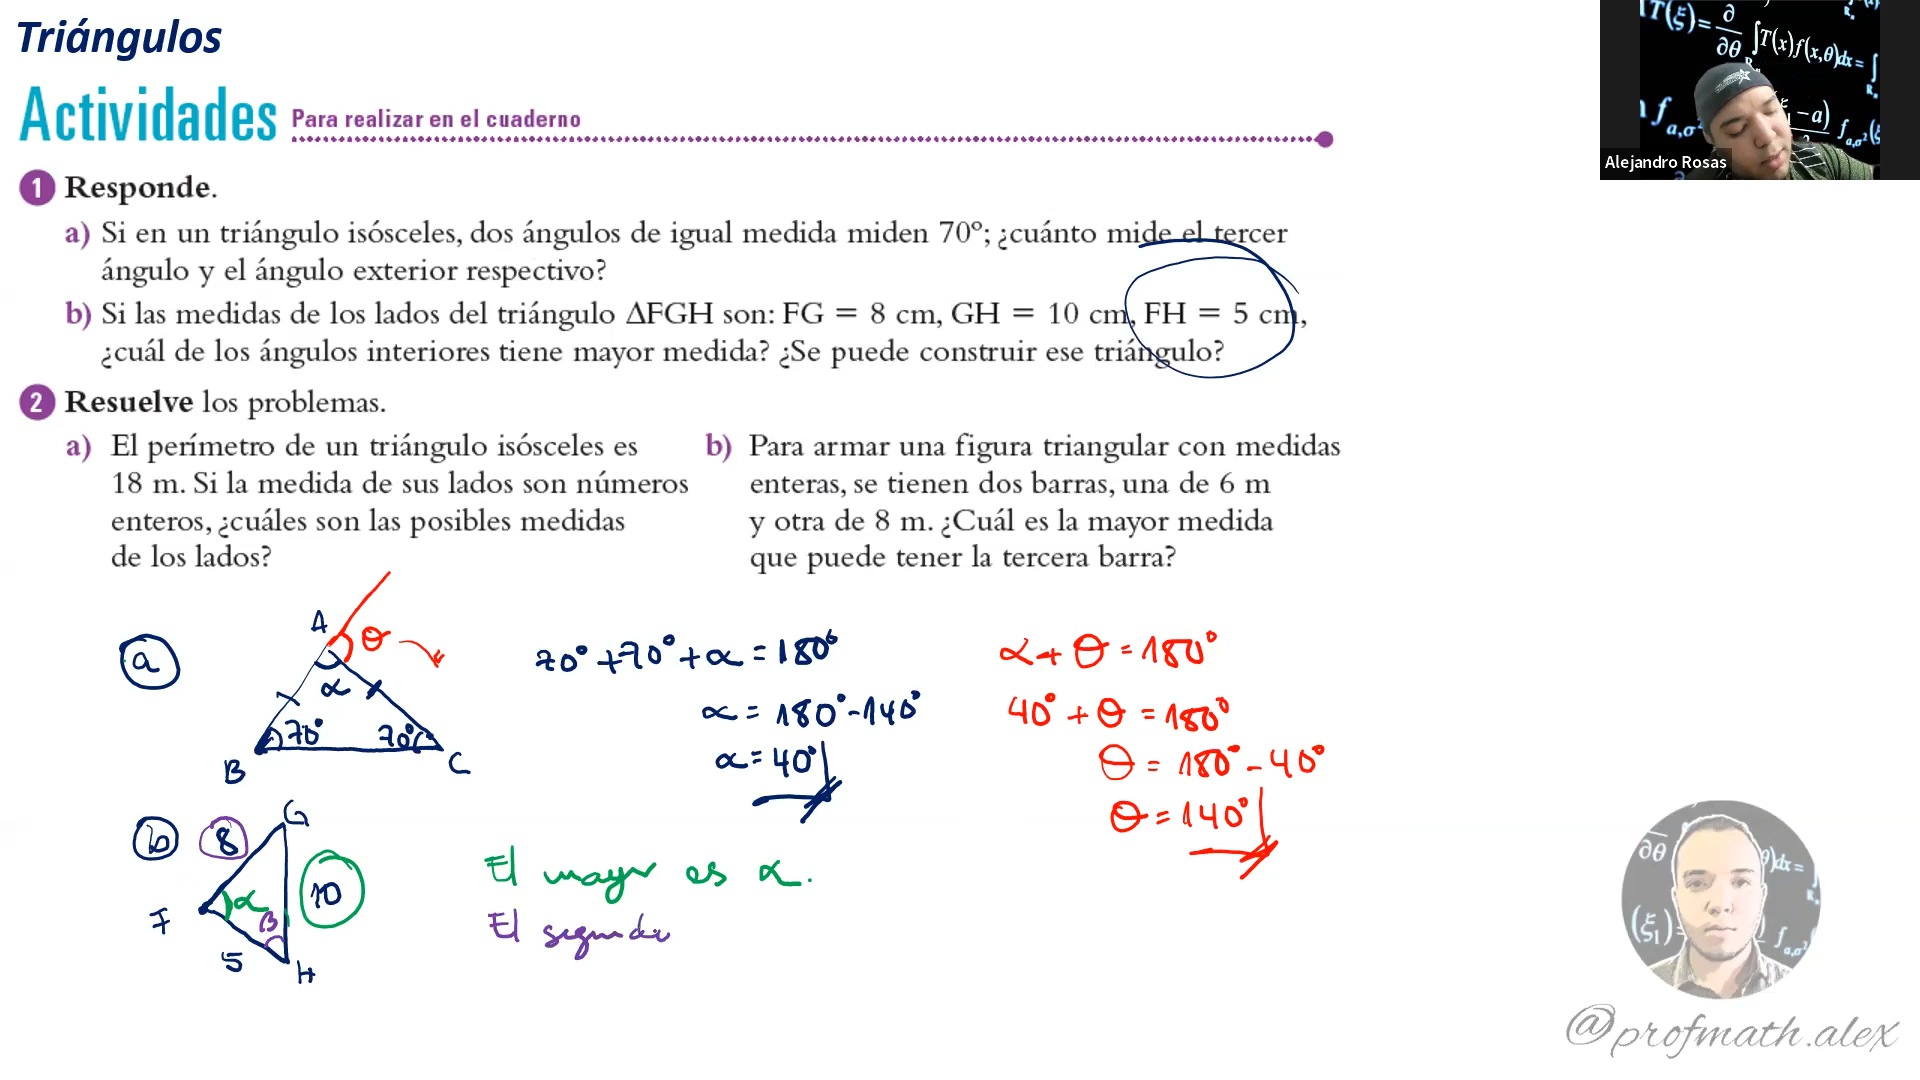 Triángulos
Actividades Para realizar en el cuaderno
1 Responde.
a) Si en un triángulo isósceles, dos ángulos de igual medida miden 70º; ¿cuánto mide el tercer
ángulo y el ángulo exterior respectivo?
b) Si las medidas de los lados del triángulo ΔFGH son: FG = 8 cm, GH = 10 cm, FH = 5 cm,
¿cuál de los ángulos interiores tiene mayor medida? ¿Se puede construir ese triángulo?
2 Resuelve los problemas.
a) El perímetro de un triángulo isósceles es
18 m. Si la medida de sus lados son números
enteros, ¿cuáles son las posibles medidas
de los lados?
b) Para armar una figura triangular con medidas
enteras, se tienen dos barras, una de 6 m
y otra de 8 m. ¿Cuál es la mayor medida
que puede tener la tercera barra?
a
A
θ
α
70° 70°
B C
70° + 70° + α = 180°
α = 180° - 140°
α = 40°
α + θ = 180°
40° + θ = 180°
θ = 180° - 40°
θ = 140°
b
8 G
α 10
F B
5 H
El mayor es α.
El segundo
Alejandro Rosas
@profmath.alex